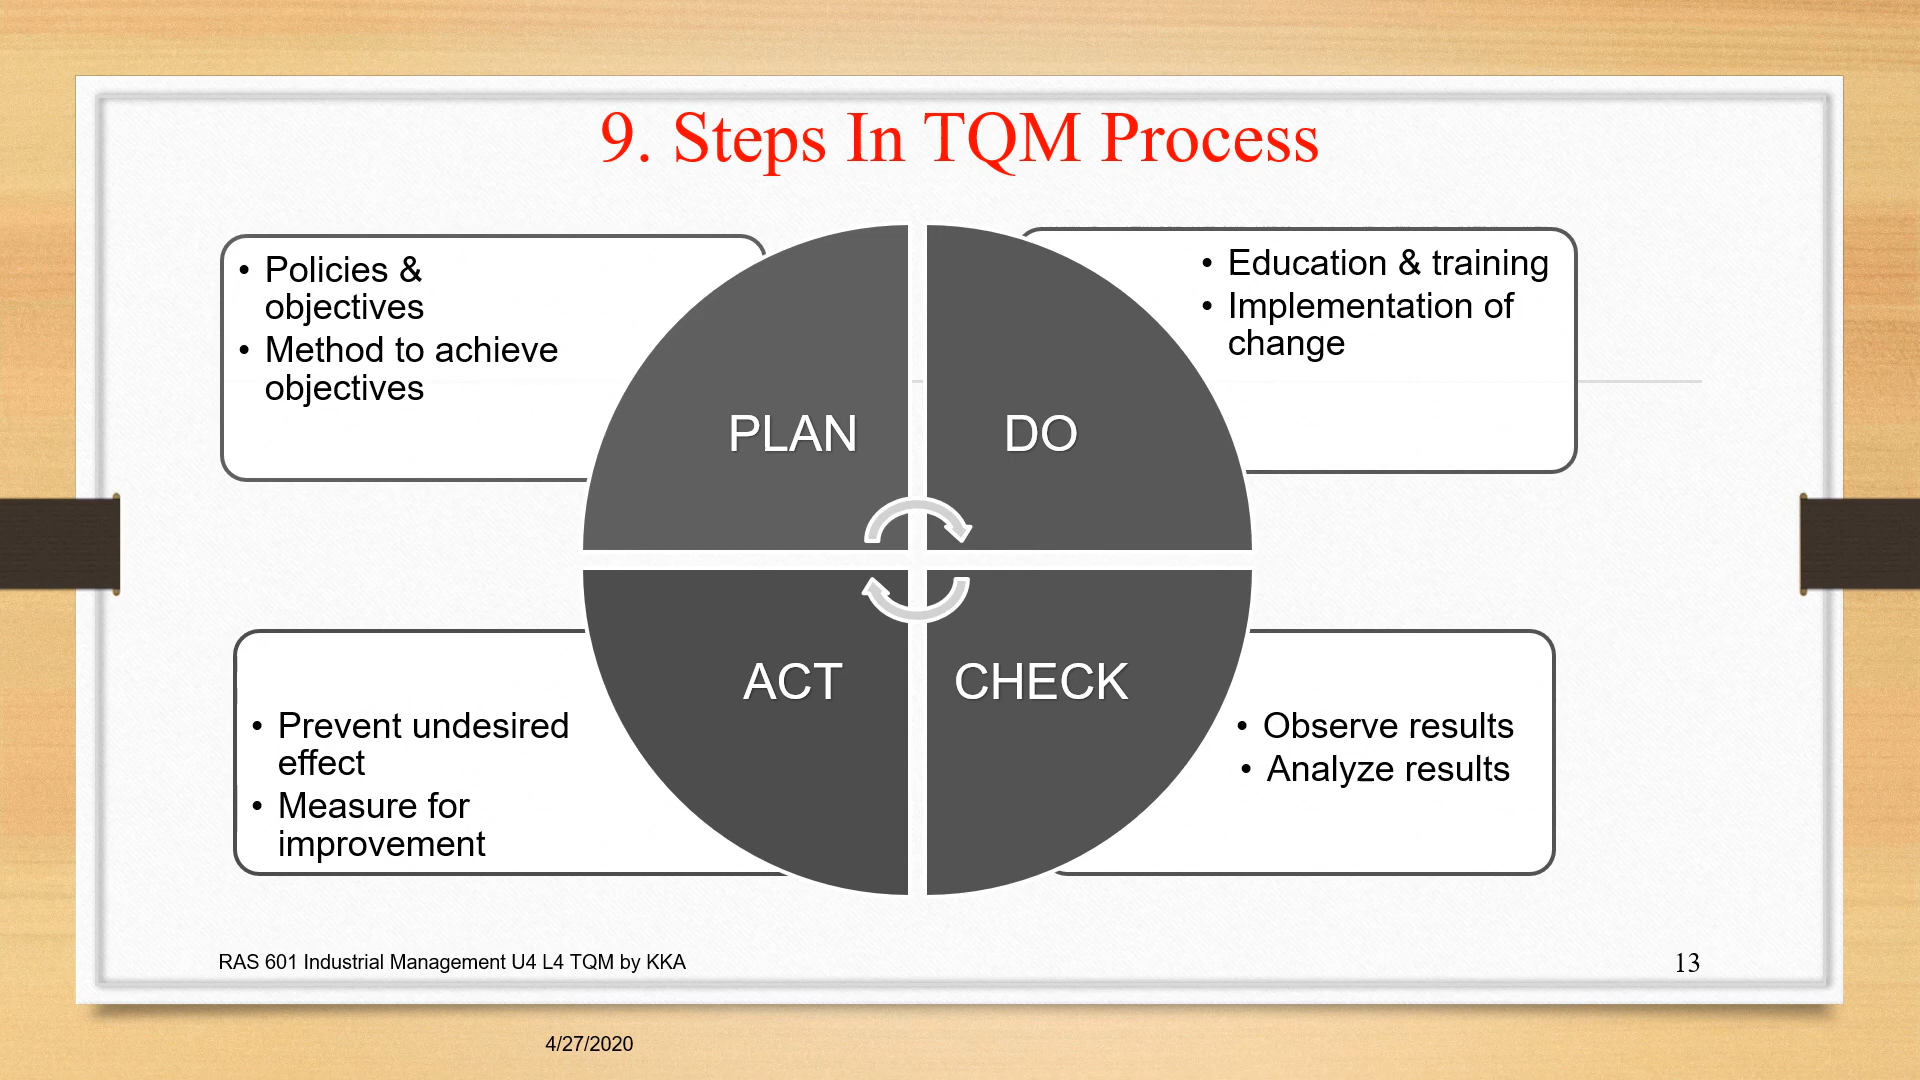 9. Steps In TQM Process
• Policies &
objectives
• Method to achieve
objectives
• Education & training
• Implementation of
change
PLAN
DO
ACT
CHECK
• Prevent undesired
effect
• Measure for
improvement
• Observe results
• Analyze results
RAS 601 Industrial Management U4 L4 TQM by KKA
13
4/27/2020